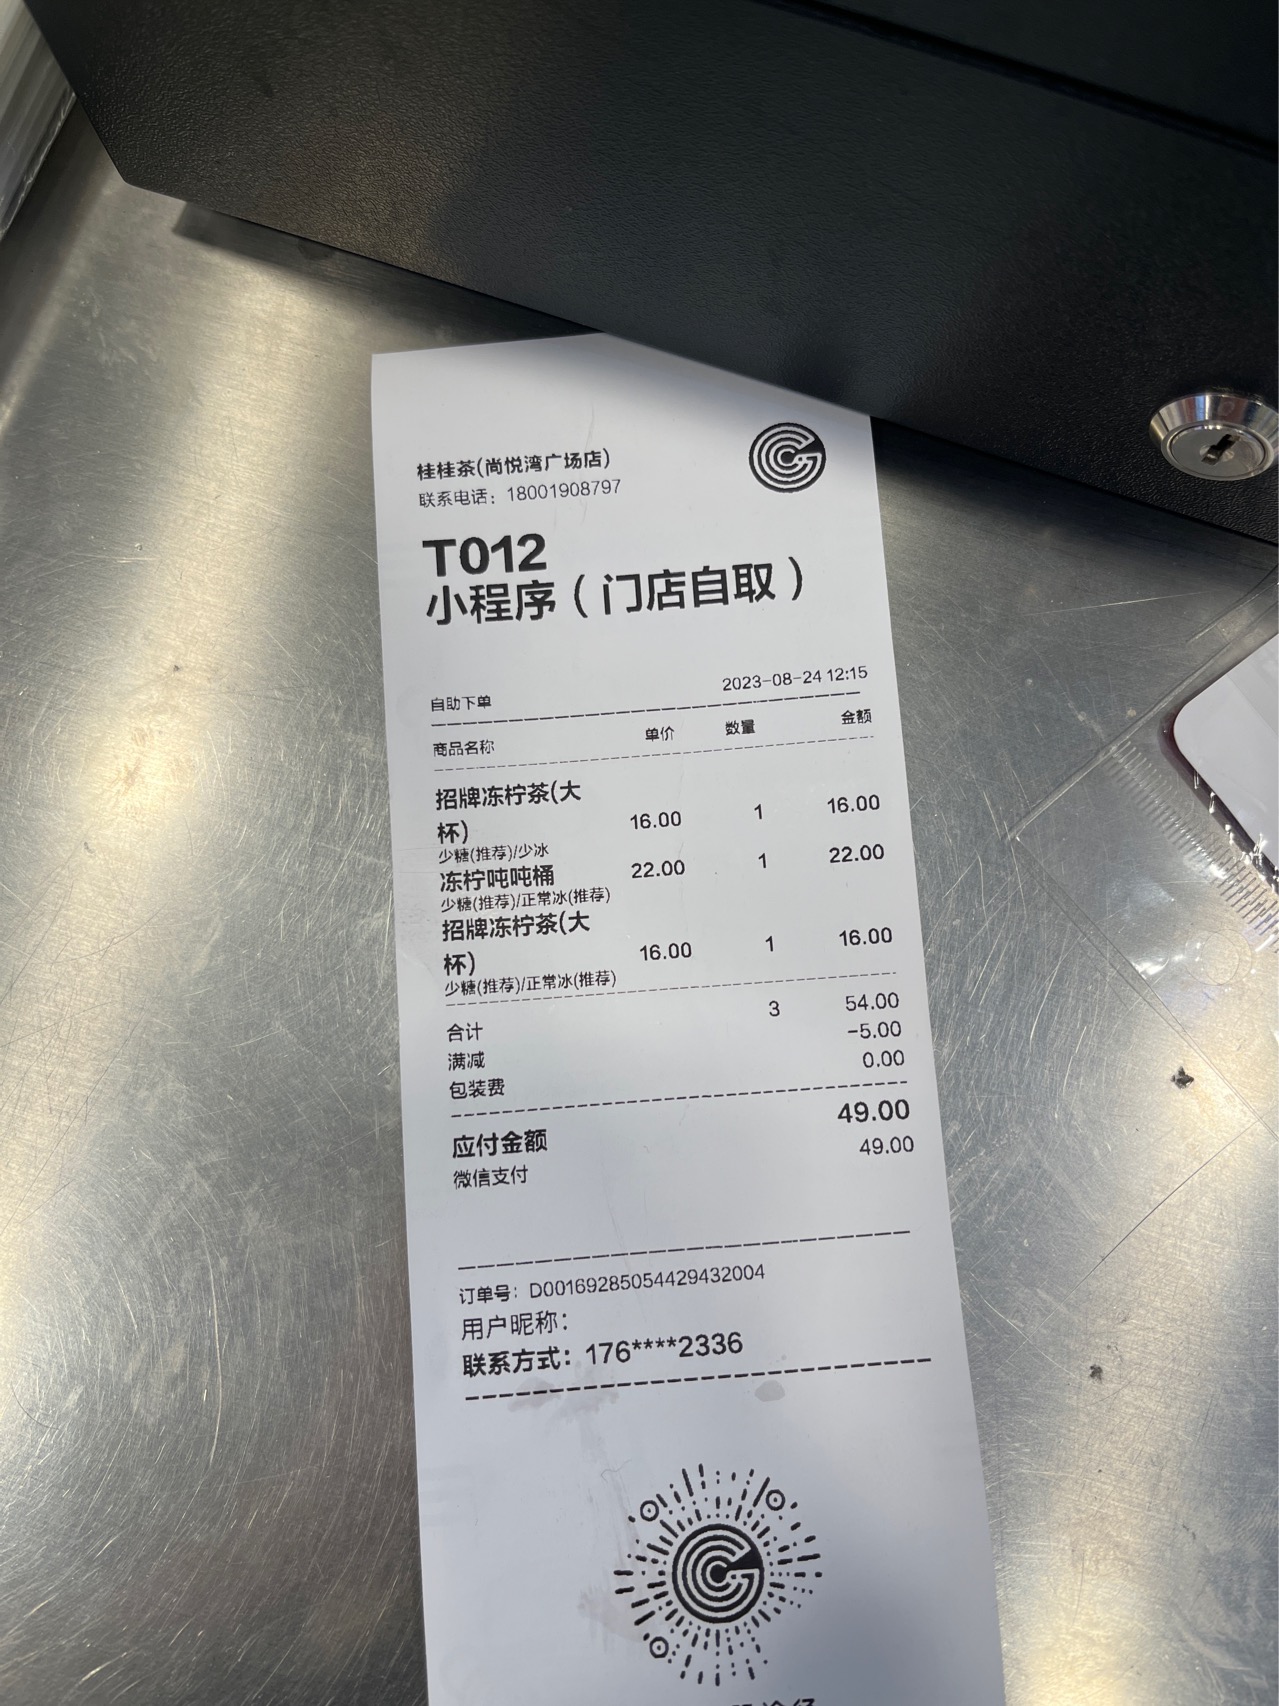 桂桂茶(尚悦湾广场店)
联系电话：18001908797
T012
小程序（门店自取）
自助下单 2023-08-24 12:15
商品名称 单价 数量 金额
招牌冻柠茶(大
杯) 16.00 1 16.00
少糖(推荐)/少冰
冻柠吨吨桶 22.00 1 22.00
少糖(推荐)/正常冰(推荐)
招牌冻柠茶(大
杯) 16.00 1 16.00
少糖(推荐)/正常冰(推荐)
合计 3 54.00
满减 -5.00
包装费 0.00
应付金额 49.00
微信支付 49.00
订单号：D00169285054429432004
用户昵称：
联系方式：176****2336